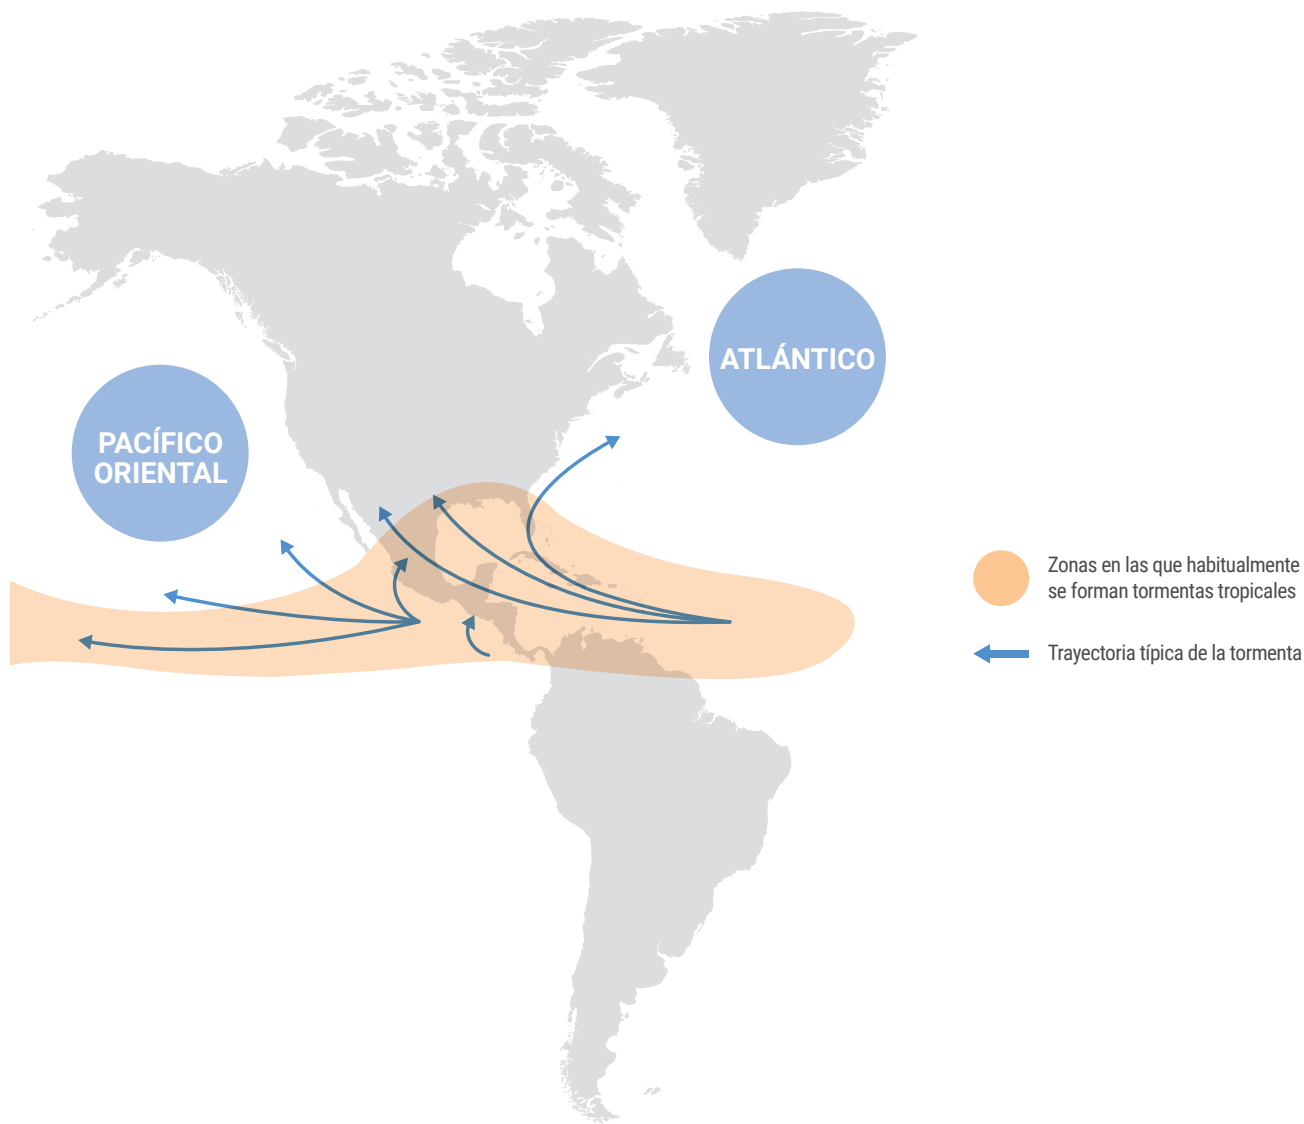 ATLÁNTICO
PACÍFICO
ORIENTAL
Zonas en las que habitualmente
se forman tormentas tropicales
Trayectoria típica de la tormenta